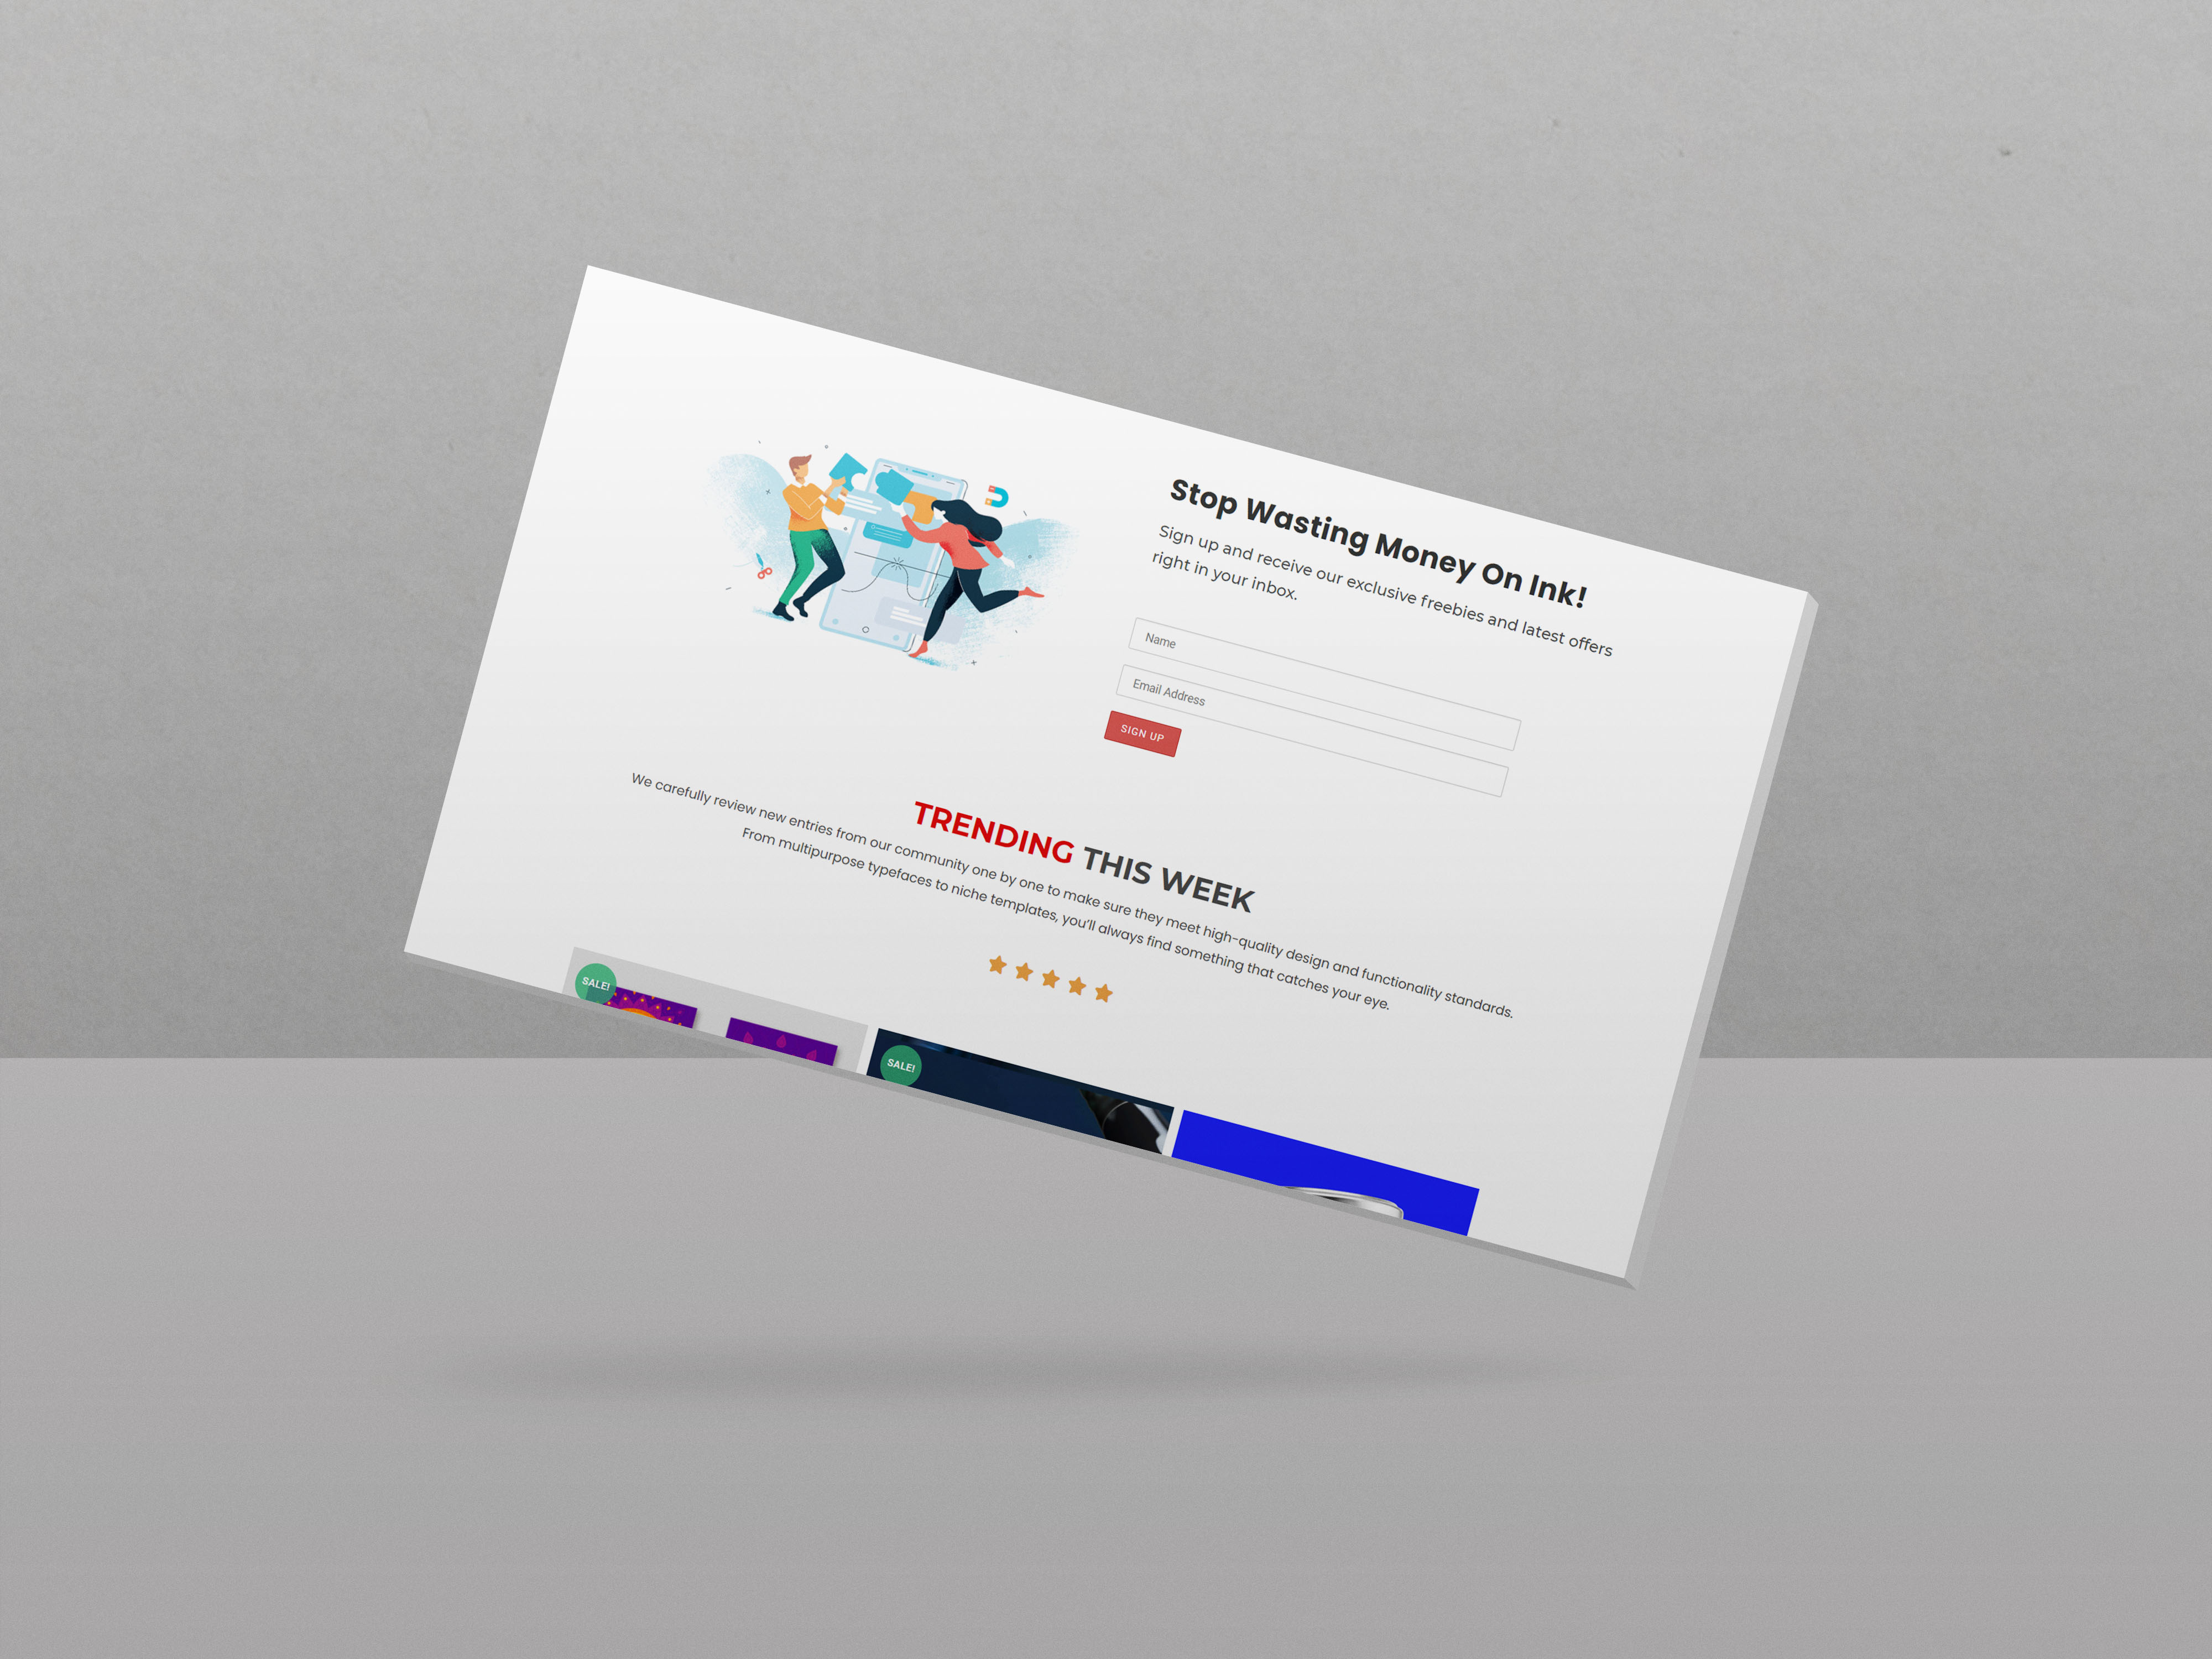 Stop Wasting Money On Ink!
Sign up and receive our exclusive freebies and latest offers
right in your inbox.
Name
Email Address
SIGN UP
TRENDING THIS WEEK
We carefully review new entries from our community one by one to make sure they meet high-quality design and functionality standards.
From multipurpose typefaces to niche templates, you'll always find something that catches your eye.
SALE!
SALE!